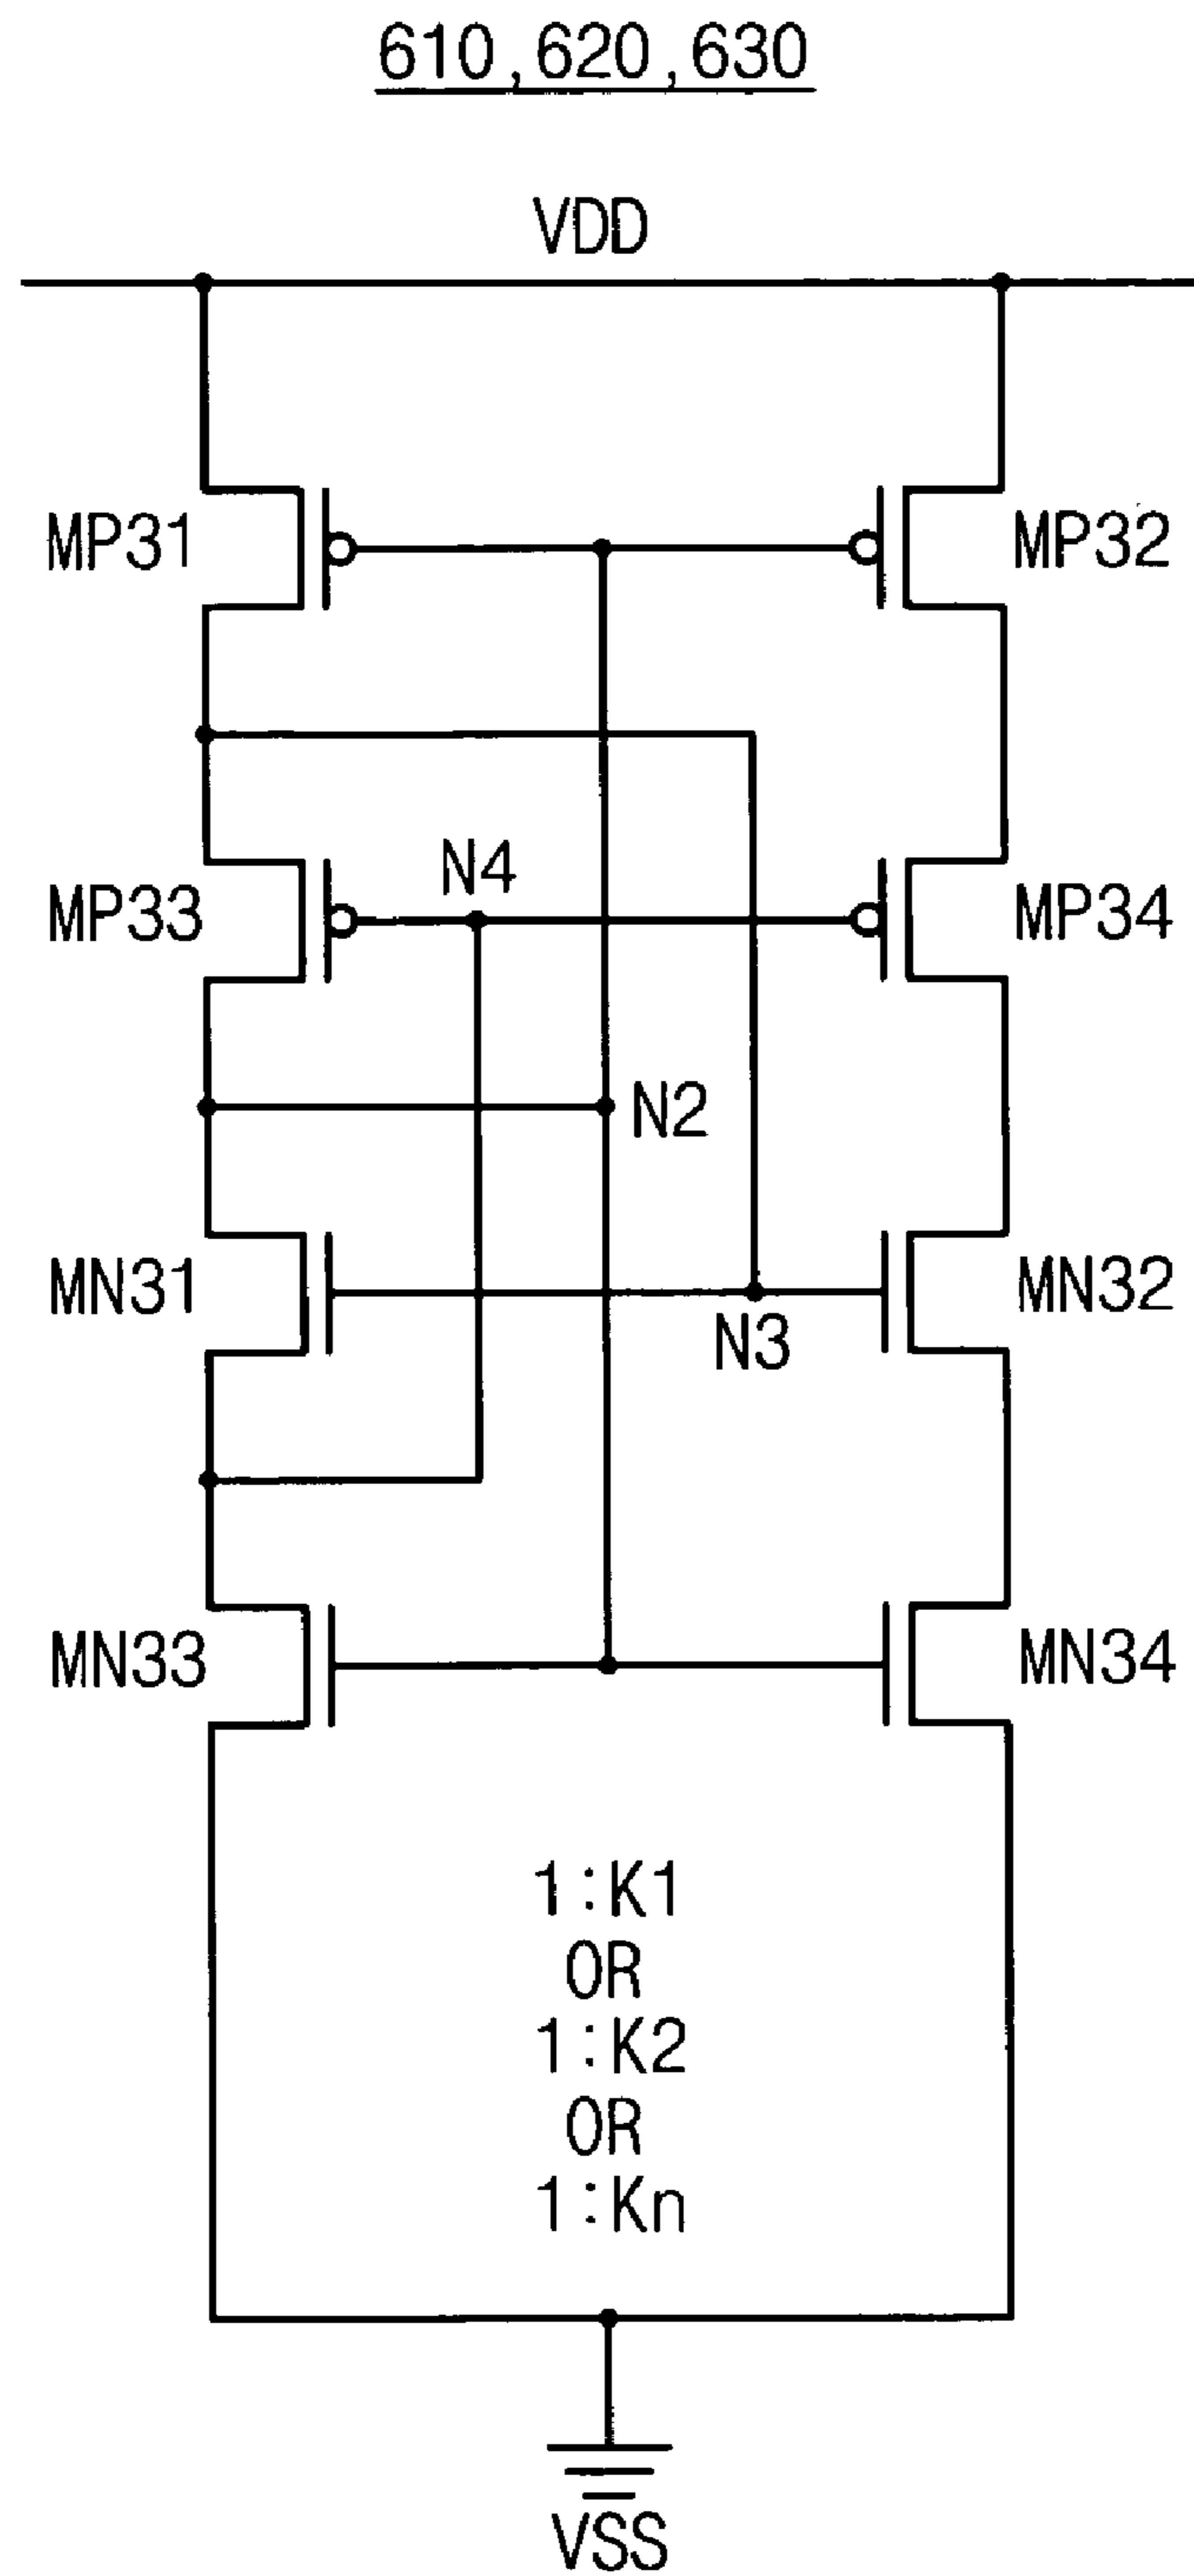 610,620,630
VDD
MP31
MP32
MP33
N4
MP34
N2
MN31
MN32
N3
MN33
MN34
1:K1
OR
1:K2
OR
1:Kn
VSS